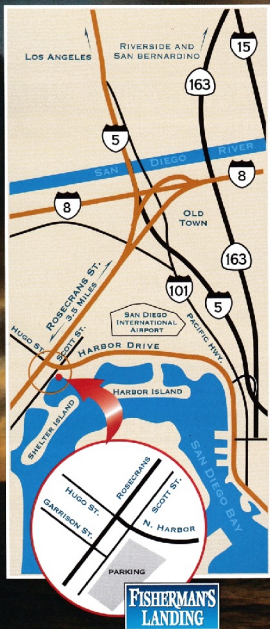 LOS ANGELES
RIVERSIDE AND
SAN BERNARDINO
15
163
5
SAN DIEGO RIVER
8
8
OLD
TOWN
ROSECRANS ST.
3.5 MILES
163
101
5
PACIFIC HWY.
SAN DIEGO
INTERNATIONAL
AIRPORT
HUGO ST.
SCOTT ST.
HARBOR DRIVE
HARBOR ISLAND
SHELTER ISLAND
SAN DIEGO BAY
ROSECRANS
HUGO ST.
SCOTT ST.
GARRISON ST.
N. HARBOR
PARKING
FISHERMAN'S
LANDING